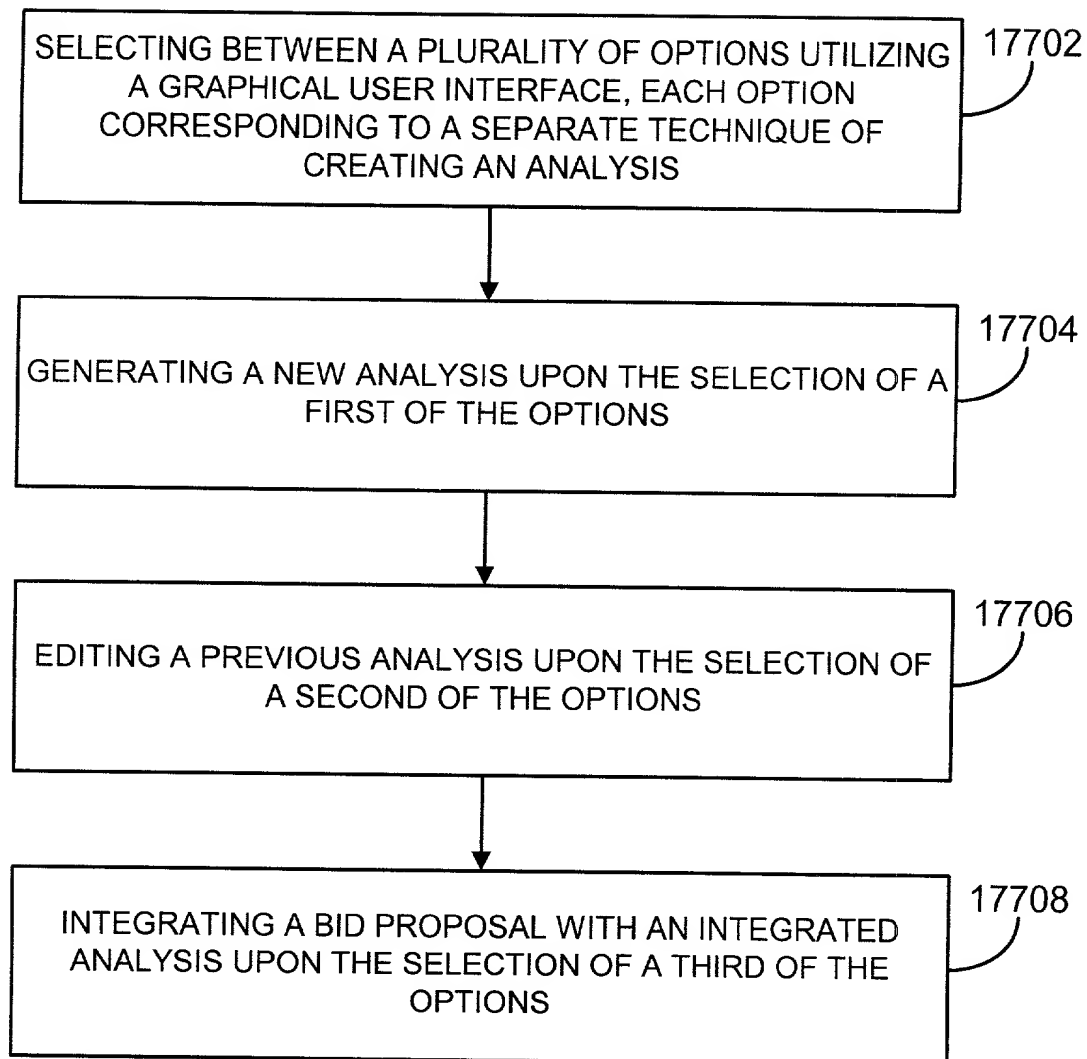 17702
SELECTING BETWEEN A PLURALITY OF OPTIONS UTILIZING
A GRAPHICAL USER INTERFACE, EACH OPTION
CORRESPONDING TO A SEPARATE TECHNIQUE OF
CREATING AN ANALYSIS
17704
GENERATING A NEW ANALYSIS UPON THE SELECTION OF A
FIRST OF THE OPTIONS
17706
EDITING A PREVIOUS ANALYSIS UPON THE SELECTION OF
A SECOND OF THE OPTIONS
17708
INTEGRATING A BID PROPOSAL WITH AN INTEGRATED
ANALYSIS UPON THE SELECTION OF A THIRD OF THE
OPTIONS